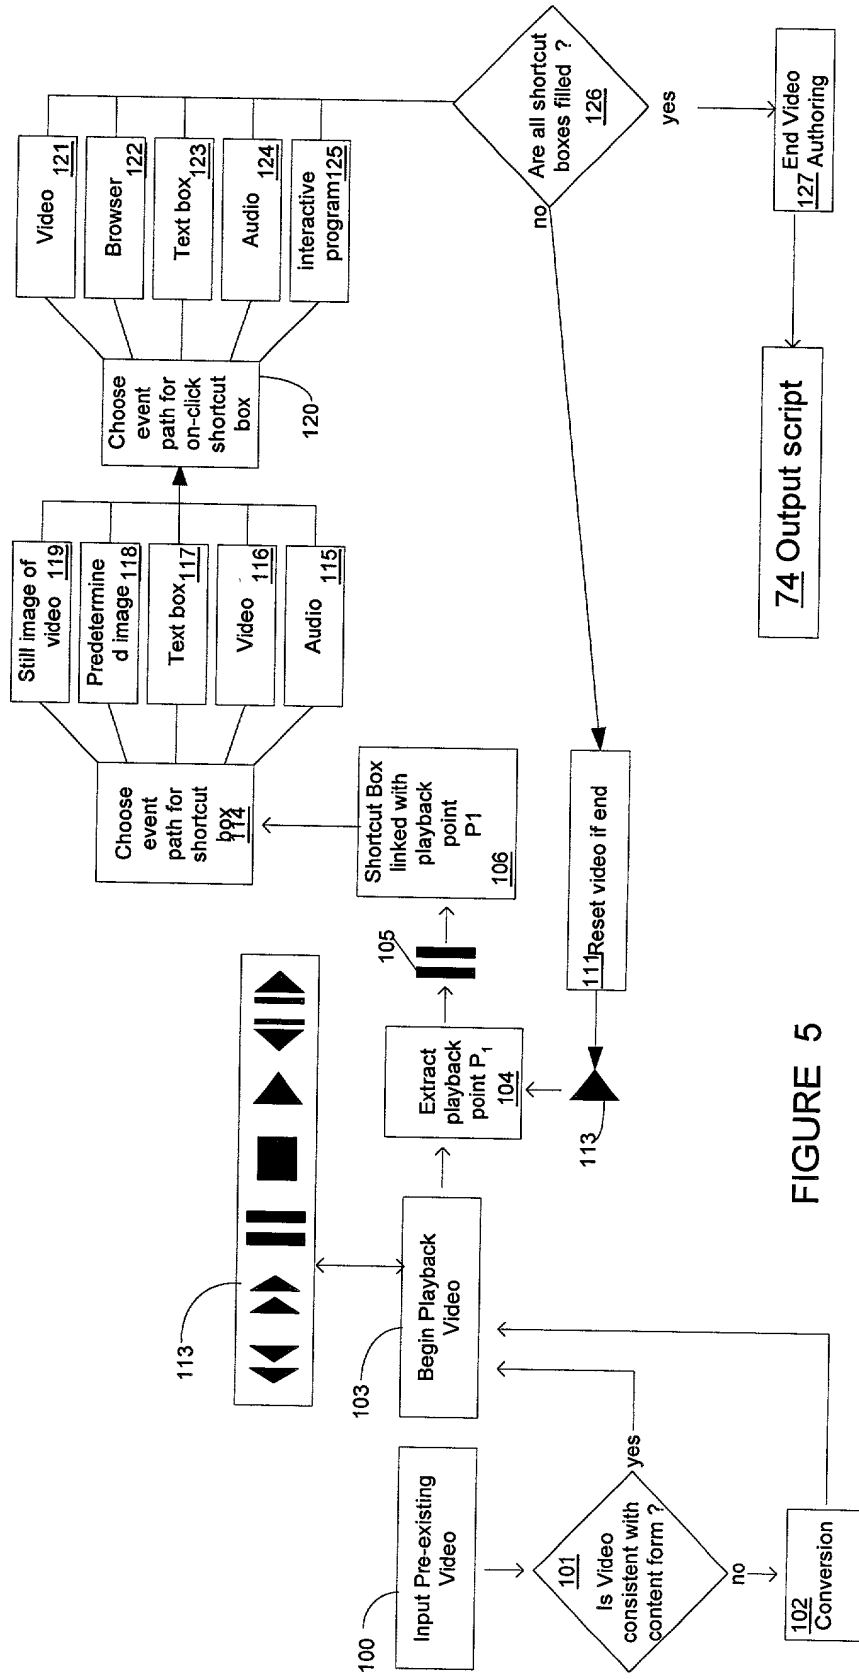 100
Input Pre-existing
Video
101
Is Video
consistent with
content form ?
yes
no
102
Conversion
103
Begin Playback
Video
113
Extract
playback
point P1
104
105
Shortcut Box
linked with
playback
point
P1
106
Choose
event
path for
shortcut
box
114
Still image of
video 119
Predetermine
d image 118
Text box 117
Video
116
Audio
115
Choose
event
path for
on-click
shortcut
box
120
Video
121
Browser
122
Text box
123
Audio
124
interactive
program 125
Are all shortcut
boxes filled ?
126
no
yes
111 Reset video if end
113
End Video
127 Authoring
74 Output script
FIGURE 5